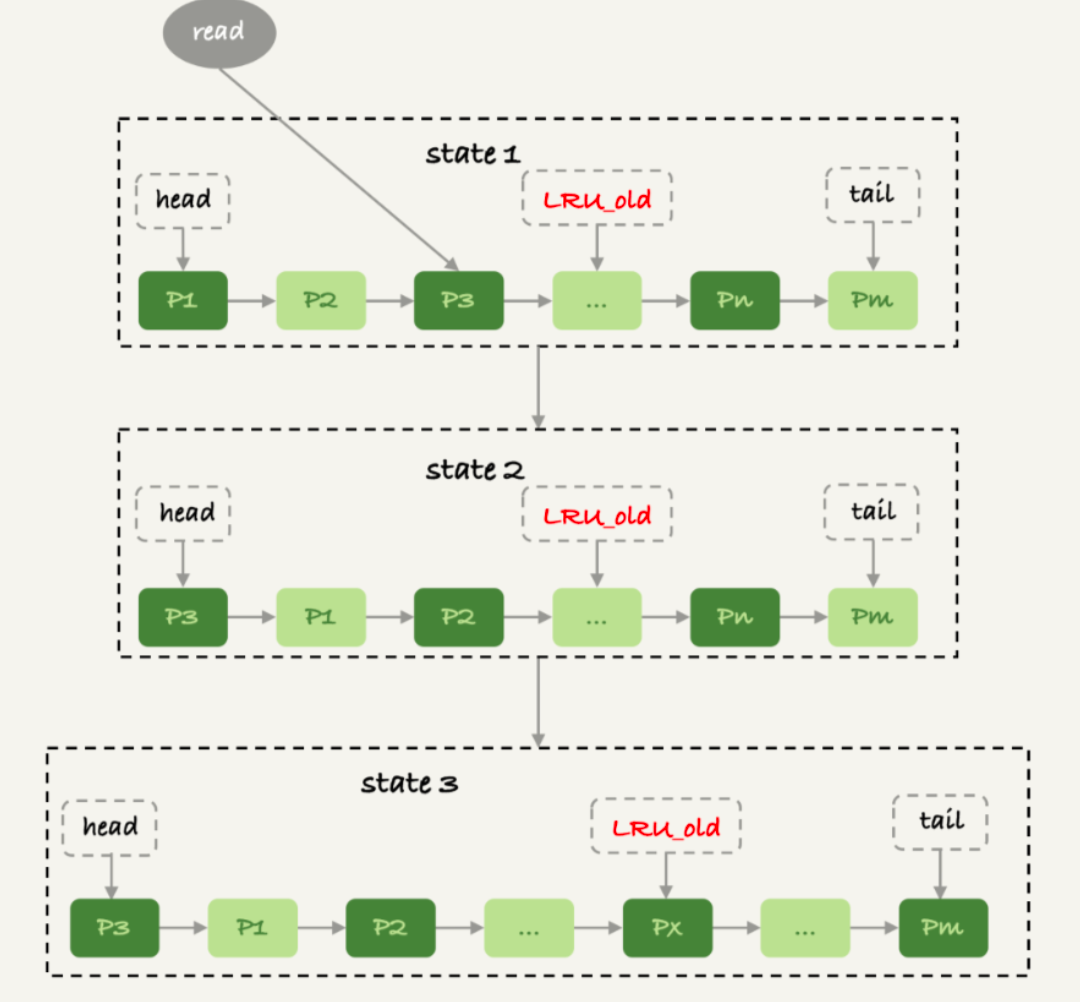 read
state 1
head
LRU_old
tail
P1
P2
P3
...
Pn
Pm
state 2
head
LRU_old
tail
P3
P1
P2
...
Pn
Pm
state 3
head
LRU_old
tail
P3
P1
P2
...
Px
...
Pm